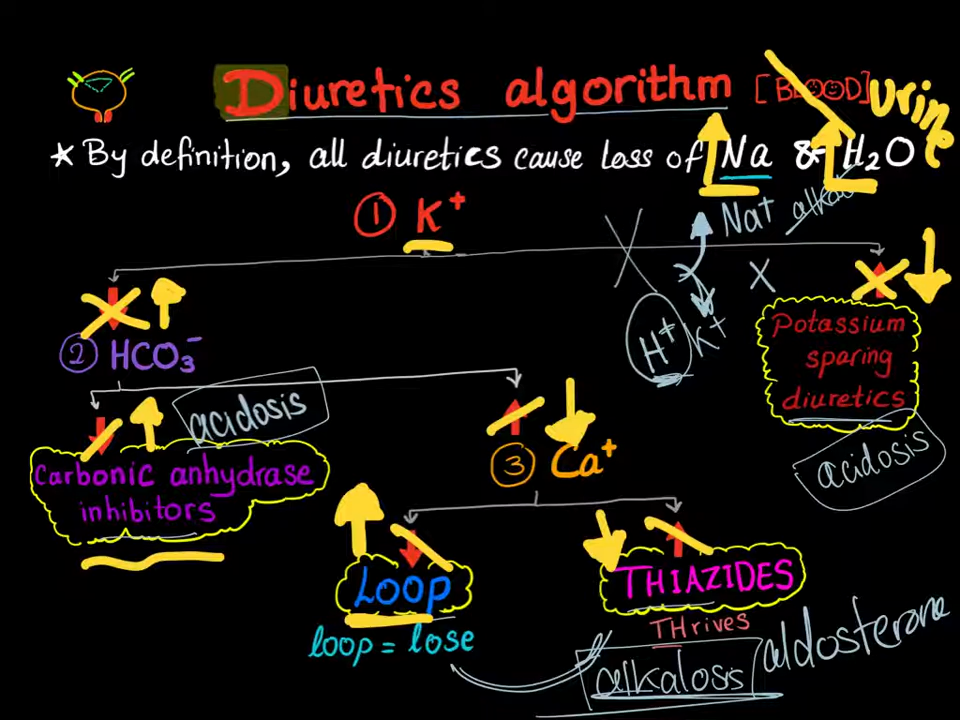 Diuretics algorithm [BLOOD] Urine
* By definition, all diuretics cause loss of Na & H₂O
① K⁺
Na⁺ alkalo
H⁺ K⁺
② HCO₃⁻
Potassium
sparing
diuretics
acidosis
acidosis
Carbonic anhydrase
inhibitors
③ Ca⁺
LOOP
loop = lose
THIAZIDES
THrives
alkalosis
aldosterone